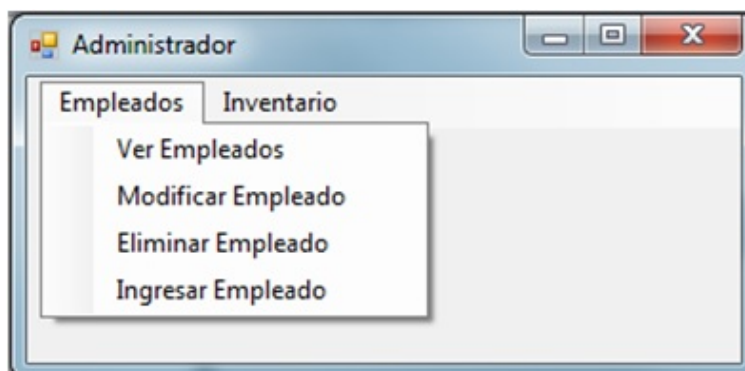 Administrador
Empleados Inventario
Ver Empleados
Modificar Empleado
Eliminar Empleado
Ingresar Empleado